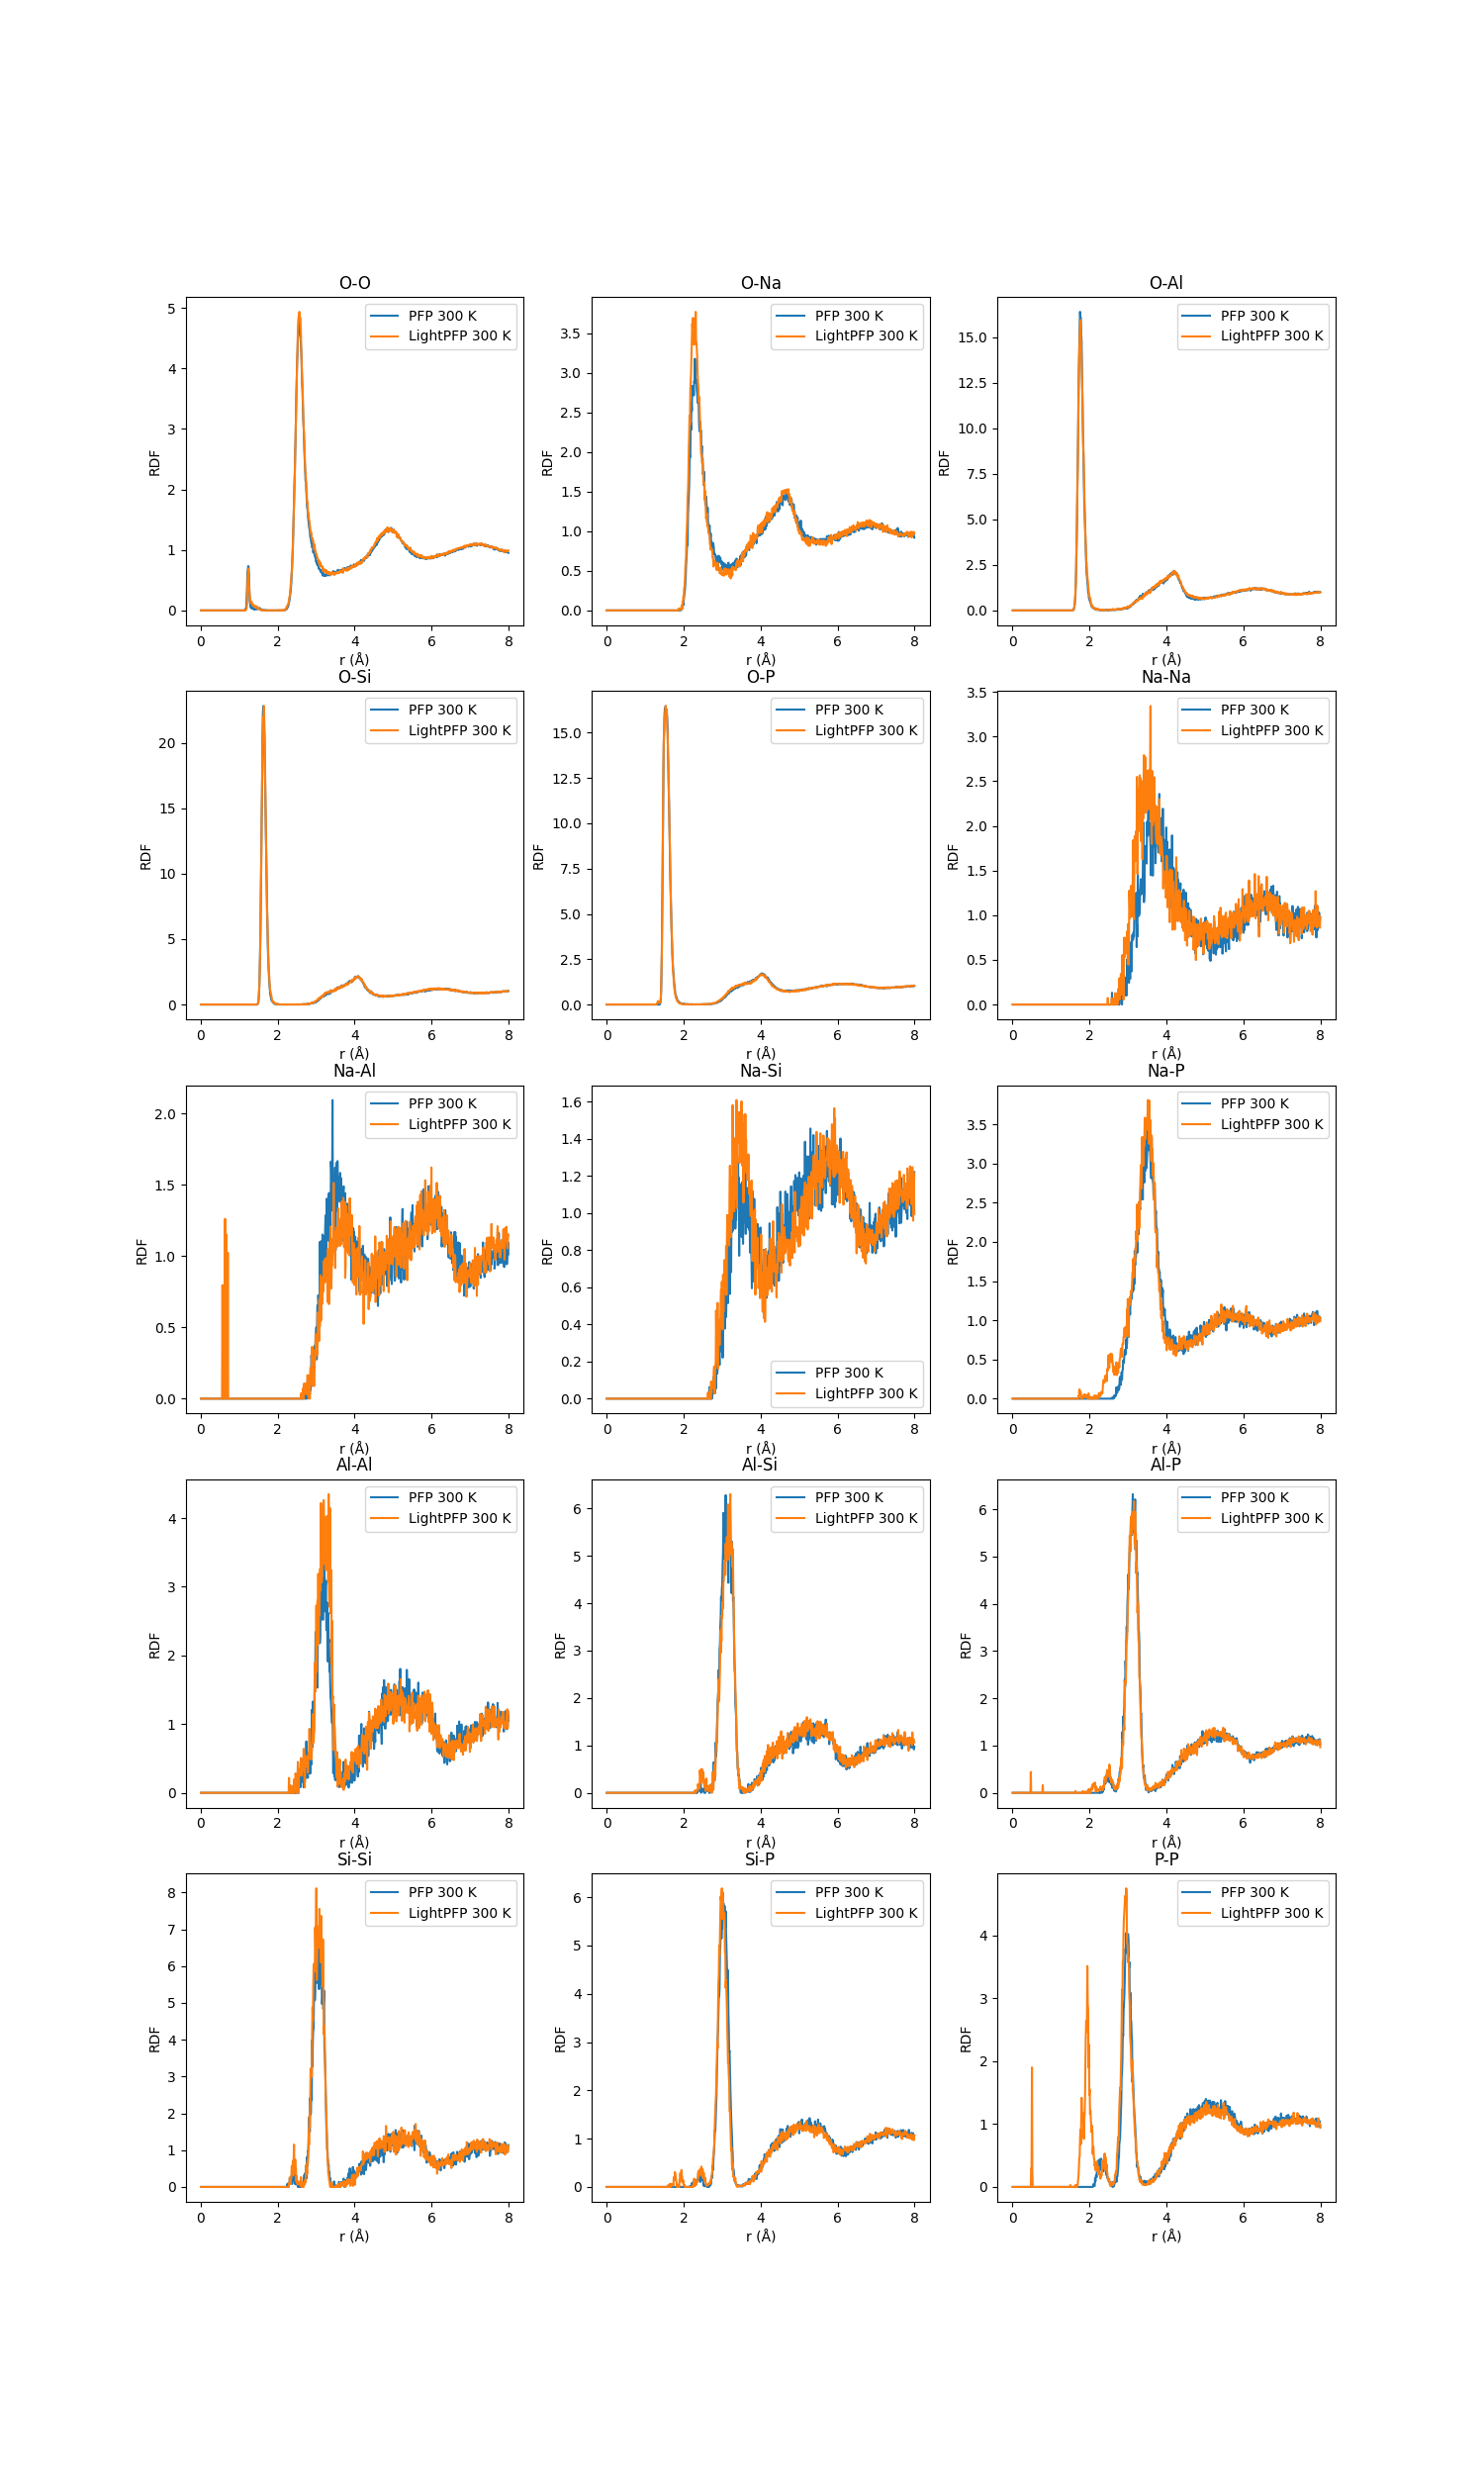 O-O
O-Na
O-Al
5
4
3
2
1
0
RDF
PFP 300 K
LightPFP 300 K
0 2 4 6 8
r (Å)
3.5
3.0
2.5
2.0
1.5
1.0
0.5
0.0
RDF
PFP 300 K
LightPFP 300 K
0 2 4 6 8
r (Å)
15.0
12.5
10.0
7.5
5.0
2.5
0.0
RDF
PFP 300 K
LightPFP 300 K
0 2 4 6 8
r (Å)
O-Si
O-P
Na-Na
20
15
10
5
0
RDF
PFP 300 K
LightPFP 300 K
0 2 4 6 8
r (Å)
15.0
12.5
10.0
7.5
5.0
2.5
0.0
RDF
PFP 300 K
LightPFP 300 K
0 2 4 6 8
r (Å)
3.5
3.0
2.5
2.0
1.5
1.0
0.5
0.0
RDF
PFP 300 K
LightPFP 300 K
0 2 4 6 8
r (Å)
Na-Al
Na-Si
Na-P
2.0
1.5
1.0
0.5
0.0
RDF
PFP 300 K
LightPFP 300 K
0 2 4 6 8
r (Å)
1.6
1.4
1.2
1.0
0.8
0.6
0.4
0.2
0.0
RDF
PFP 300 K
LightPFP 300 K
0 2 4 6 8
r (Å)
3.5
3.0
2.5
2.0
1.5
1.0
0.5
0.0
RDF
PFP 300 K
LightPFP 300 K
0 2 4 6 8
r (Å)
Al-Al
Al-Si
Al-P
4
3
2
1
0
RDF
PFP 300 K
LightPFP 300 K
0 2 4 6 8
r (Å)
6
5
4
3
2
1
0
RDF
PFP 300 K
LightPFP 300 K
0 2 4 6 8
r (Å)
6
5
4
3
2
1
0
RDF
PFP 300 K
LightPFP 300 K
0 2 4 6 8
r (Å)
Si-Si
Si-P
P-P
8
7
6
5
4
3
2
1
0
RDF
PFP 300 K
LightPFP 300 K
0 2 4 6 8
r (Å)
6
5
4
3
2
1
0
RDF
PFP 300 K
LightPFP 300 K
0 2 4 6 8
r (Å)
4
3
2
1
0
RDF
PFP 300 K
LightPFP 300 K
0 2 4 6 8
r (Å)